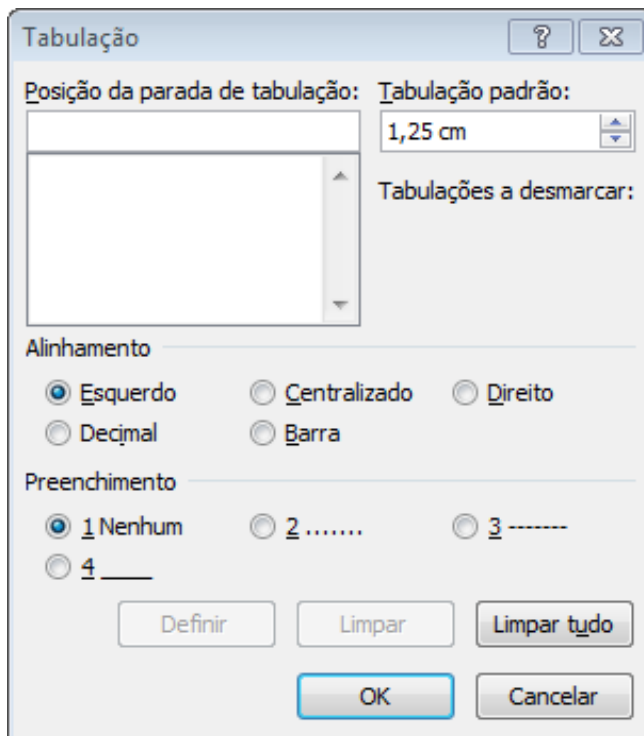 Tabulação
Posição da parada de tabulação: Tabulação padrão:
1,25 cm
Tabulações a desmarcar:
Alinhamento
Esquerdo Centralizado Direito
Decimal Barra
Preenchimento
1 Nenhum 2 ....... 3 -------
4 ____
Definir Limpar Limpar tudo
OK Cancelar